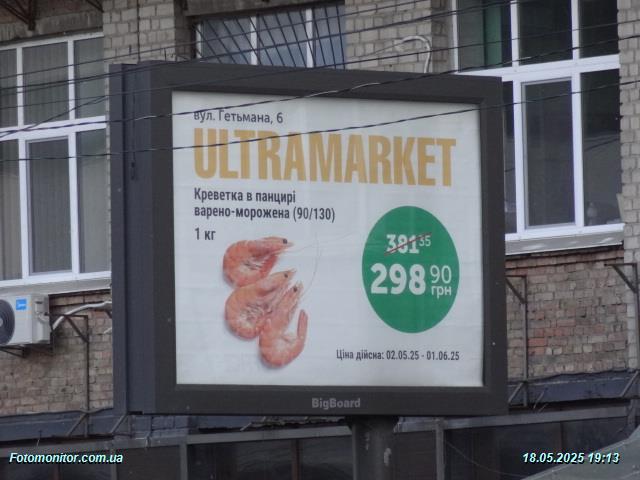 вул. Гетьмана, 6
ULTRAMARKET
Креветка в панцирі
варено-морожена (90/130)
1 кг
381 35
298 90
грн
Ціна дійсна: 02.05.25 - 01.06.25
BigBoard
Fotomonitor.com.ua
18.05.2025 19:13